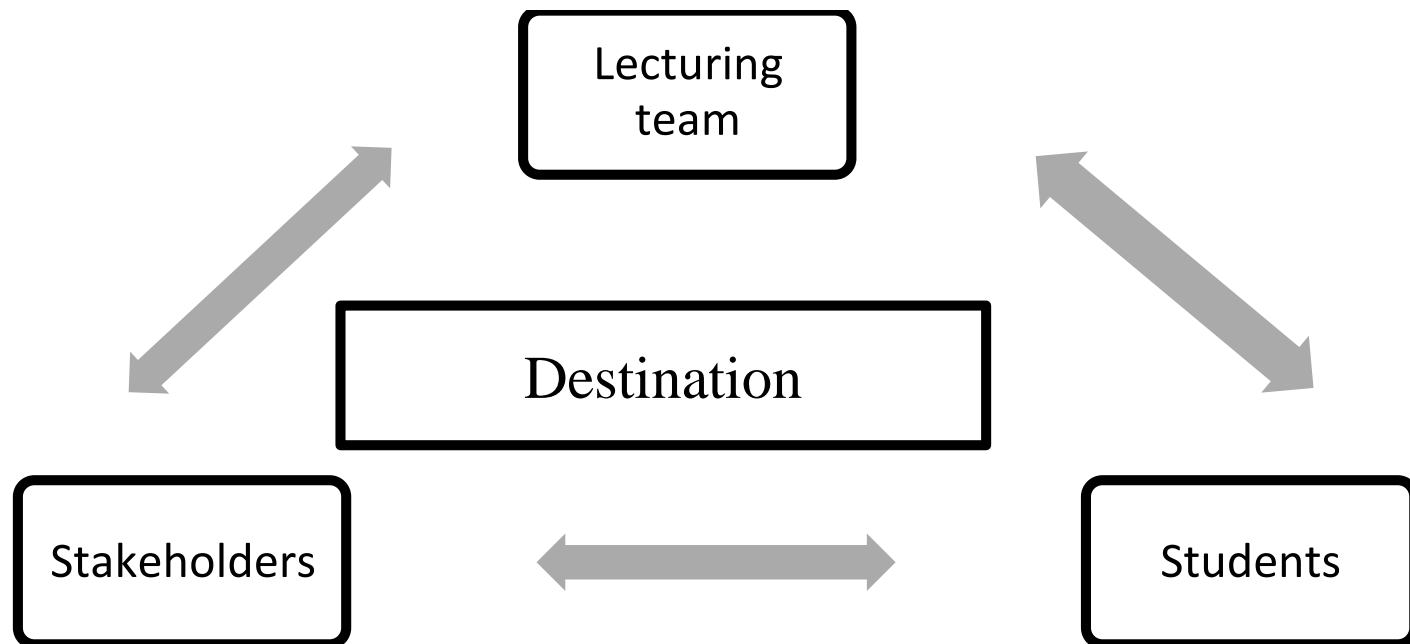 Lecturing
team
Destination
Stakeholders
Students